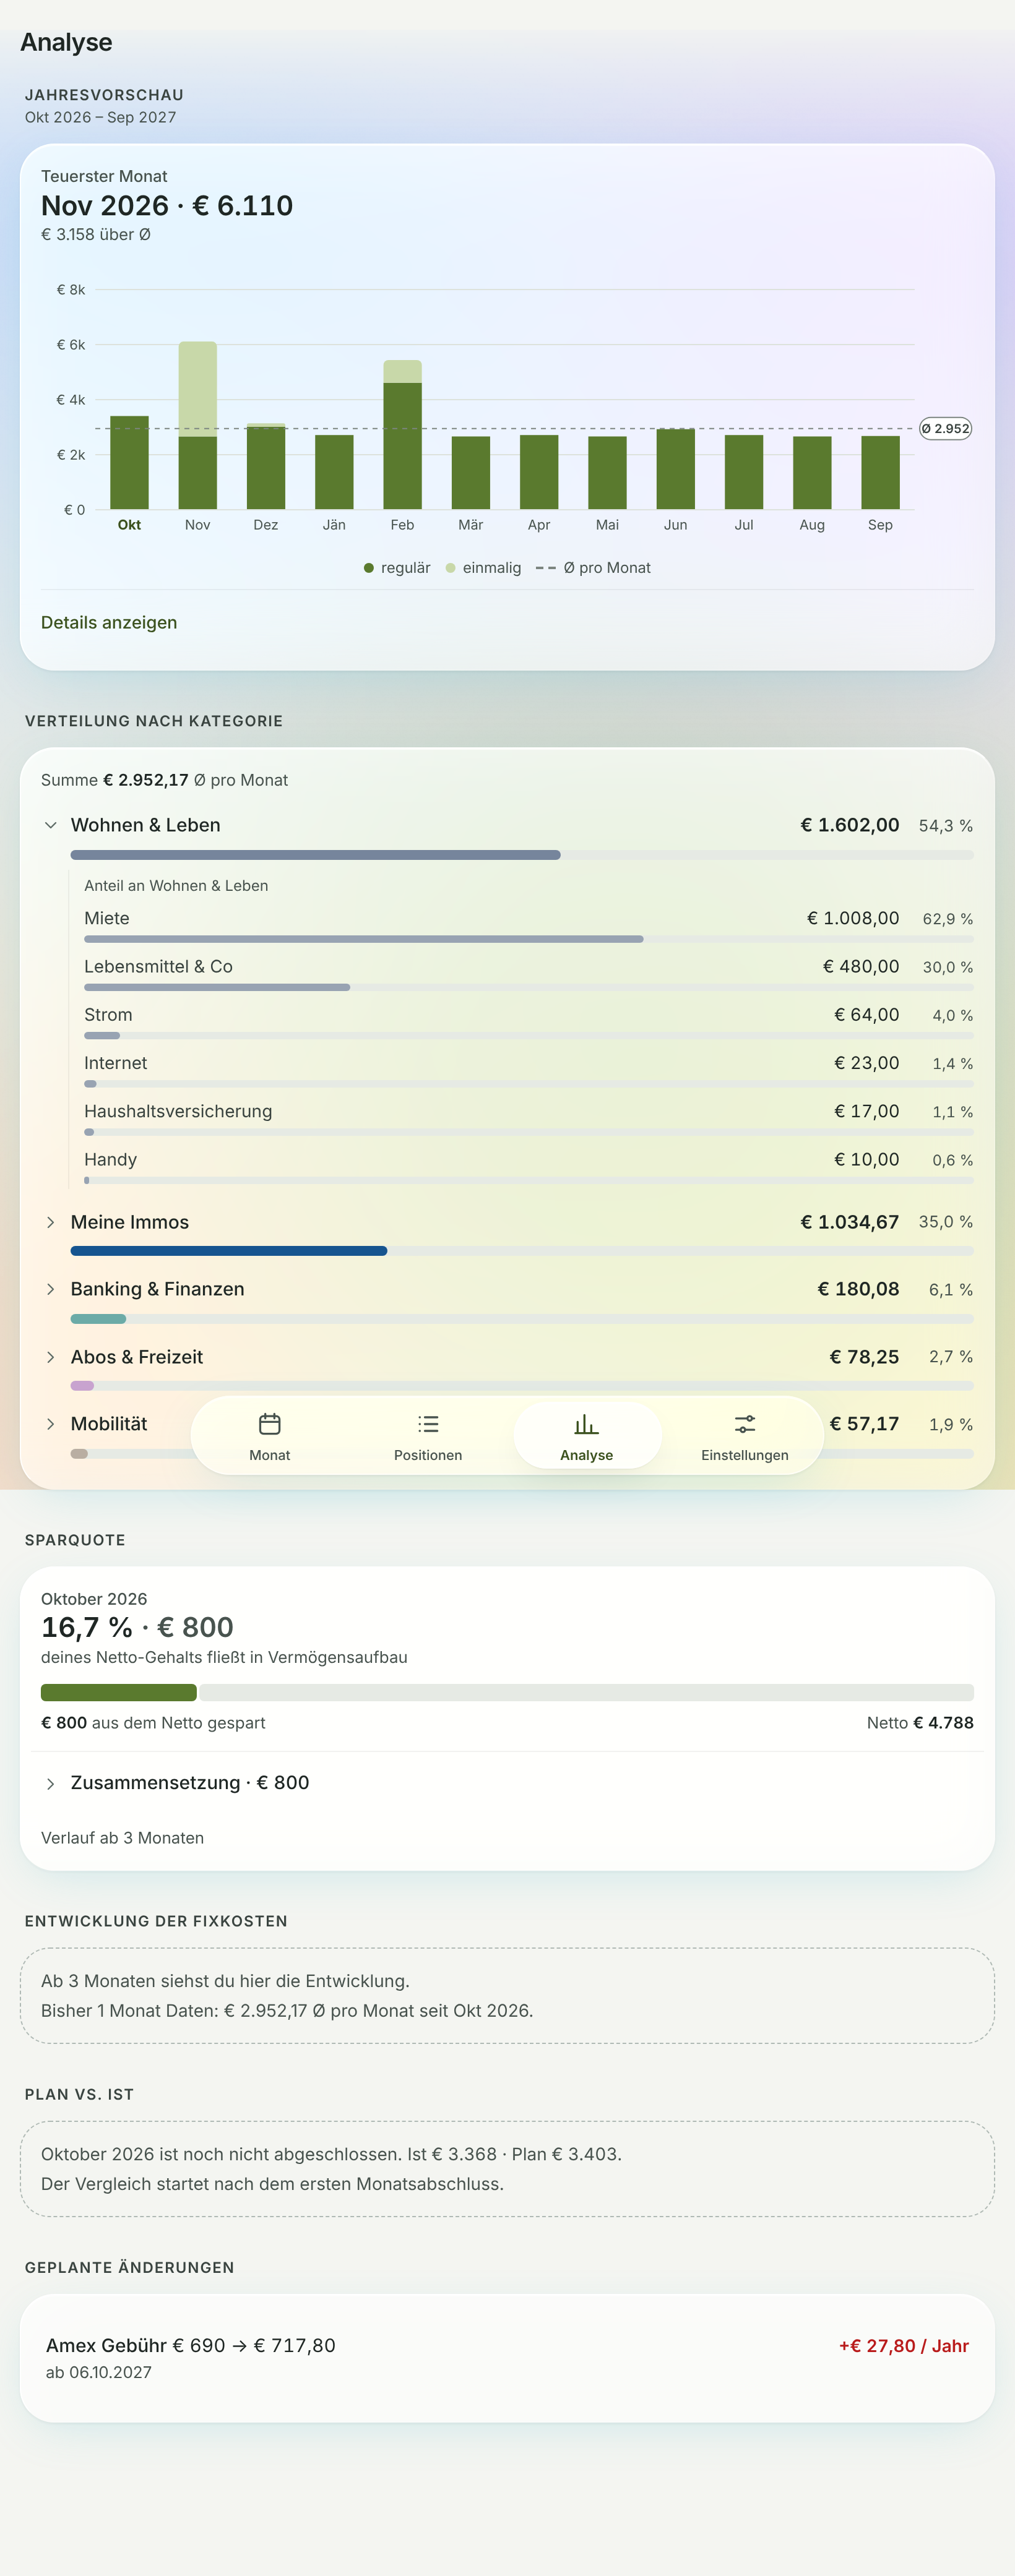 Analyse
JAHRESVORSCHAU
Okt 2026 – Sep 2027
Teuerster Monat
Nov 2026 · € 6.110
€ 3.158 über Ø
€ 8k
€ 6k
€ 4k
€ 2k
€ 0
Ø 2.952
Okt Nov Dez Jän Feb Mär Apr Mai Jun Jul Aug Sep
regulär einmalig Ø pro Monat
Details anzeigen
VERTEILUNG NACH KATEGORIE
Summe € 2.952,17 Ø pro Monat
Wohnen & Leben € 1.602,00 54,3 %
Anteil an Wohnen & Leben
Miete € 1.008,00 62,9 %
Lebensmittel & Co € 480,00 30,0 %
Strom € 64,00 4,0 %
Internet € 23,00 1,4 %
Haushaltsversicherung € 17,00 1,1 %
Handy € 10,00 0,6 %
Meine Immos € 1.034,67 35,0 %
Banking & Finanzen € 180,08 6,1 %
Abos & Freizeit € 78,25 2,7 %
Mobilität € 57,17 1,9 %
Monat Positionen Analyse Einstellungen
SPARQUOTE
Oktober 2026
16,7 % · € 800
deines Netto-Gehalts fließt in Vermögensaufbau
€ 800 aus dem Netto gespart Netto € 4.788
Zusammensetzung · € 800
Verlauf ab 3 Monaten
ENTWICKLUNG DER FIXKOSTEN
Ab 3 Monaten siehst du hier die Entwicklung.
Bisher 1 Monat Daten: € 2.952,17 Ø pro Monat seit Okt 2026.
PLAN VS. IST
Oktober 2026 ist noch nicht abgeschlossen. Ist € 3.368 · Plan € 3.403.
Der Vergleich startet nach dem ersten Monatsabschluss.
GEPLANTE ÄNDERUNGEN
Amex Gebühr € 690 → € 717,80 +€ 27,80 / Jahr
ab 06.10.2027